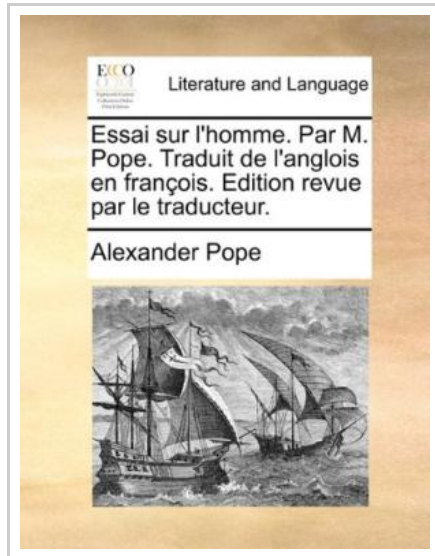 ECCO
Literature and Language
Essai sur l'homme. Par M.
Pope. Traduit de l'anglois
en françois. Edition revue
par le traducteur.
Alexander Pope